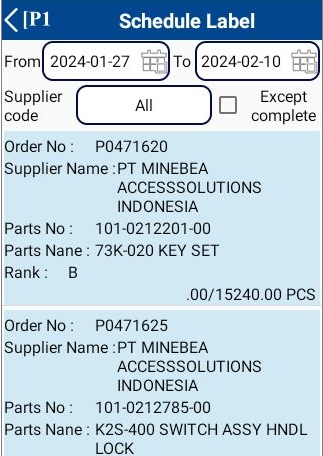 [P1 Schedule Label
From 2024-01-27 To 2024-02-10
Supplier code All Except complete
Order No : P0471620
Supplier Name :PT MINEBEA
ACCESSSOLUTIONS
INDONESIA
Parts No : 101-0212201-00
Parts Nane : 73K-020 KEY SET
Rank : B
.00/15240.00 PCS
Order No : P0471625
Supplier Name :PT MINEBEA
ACCESSSOLUTIONS
INDONESIA
Parts No : 101-0212785-00
Parts Nane : K2S-400 SWITCH ASSY HNDL
LOCK